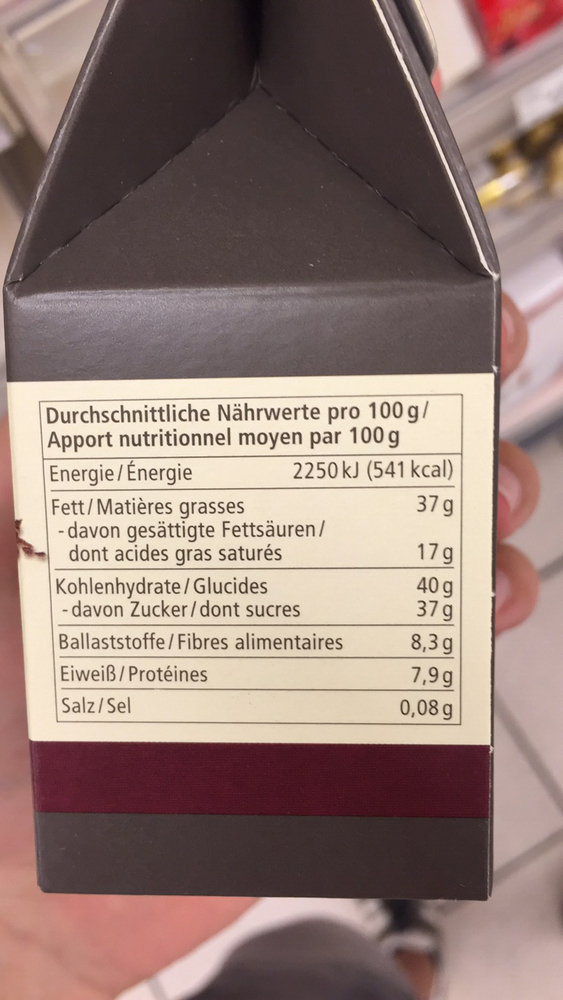 Durchschnittliche Nährwerte pro 100 g/
Apport nutritionnel moyen par 100 g
Energie / Énergie 2250 kJ (541 kcal)
Fett / Matières grasses 37 g
- davon gesättigte Fettsäuren /
dont acides gras saturés 17 g
Kohlenhydrate / Glucides 40 g
- davon Zucker / dont sucres 37 g
Ballaststoffe / Fibres alimentaires 8,3 g
Eiweiß / Protéines 7,9 g
Salz / Sel 0,08 g